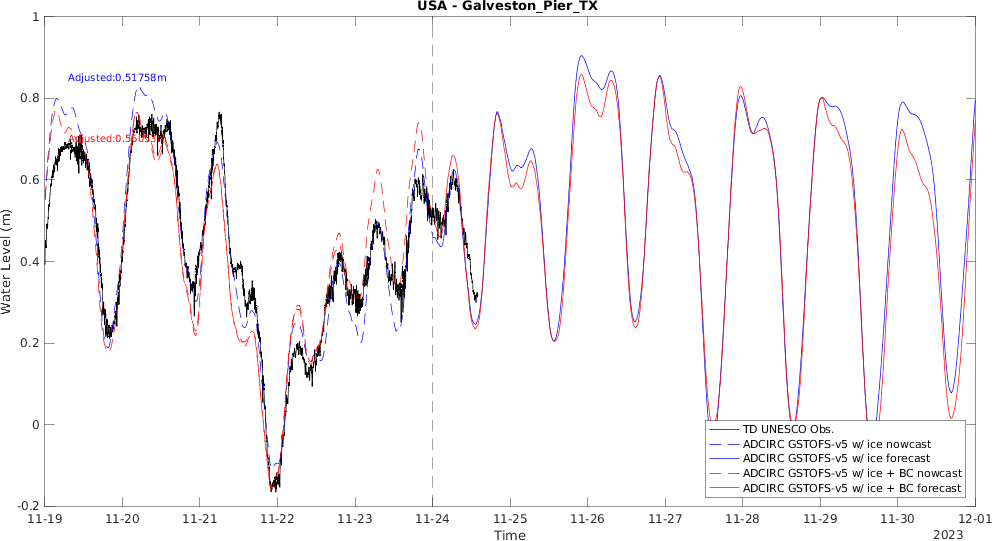 USA - Galveston_Pier_TX
Water Level (m)
1
0.8
0.6
0.4
0.2
0
-0.2
Adjusted:0.51758m
11-19
11-20
11-21
11-22
11-23
11-24
11-25
11-26
11-27
11-28
11-29
11-30
12-01
Time
2023
TD UNESCO Obs.
ADCIRC GSTOFS-v5 w/ ice nowcast
ADCIRC GSTOFS-v5 w/ ice forecast
ADCIRC GSTOFS-v5 w/ ice + BC nowcast
ADCIRC GSTOFS-v5 w/ ice + BC forecast